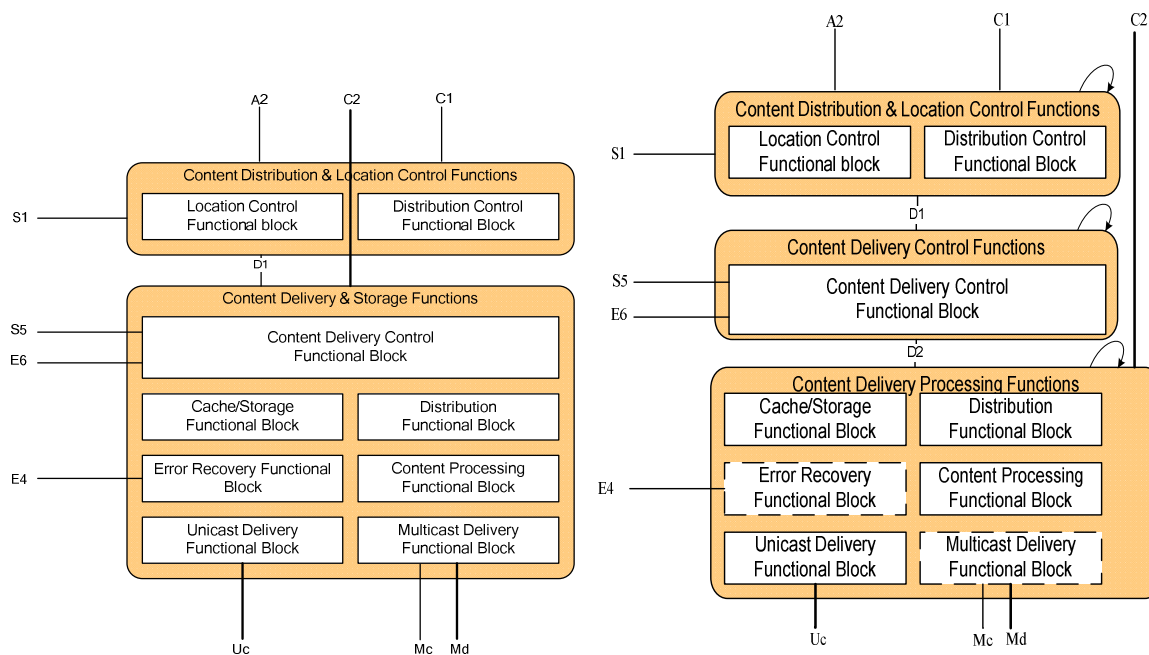 A2
C2
C1
Content Distribution & Location Control Functions
Location Control
Functional block
Distribution Control
Functional Block
S1
D1
Content Delivery & Storage Functions
S5
E6
Content Delivery Control
Functional Block
Cache/Storage
Functional Block
Distribution
Functional Block
E4
Error Recovery Functional
Block
Content Processing
Functional Block
Unicast Delivery
Functional Block
Multicast Delivery
Functional Block
Uc
Mc
Md
A2
C1
C2
Content Distribution & Location Control Functions
Location Control
Functional block
Distribution Control
Functional Block
S1
D1
Content Delivery Control Functions
S5
E6
Content Delivery Control
Functional Block
D2
Content Delivery Processing Functions
Cache/Storage
Functional Block
Distribution
Functional Block
E4
Error Recovery
Functional Block
Content Processing
Functional Block
Unicast Delivery
Functional Block
Multicast Delivery
Functional Block
Uc
Mc
Md